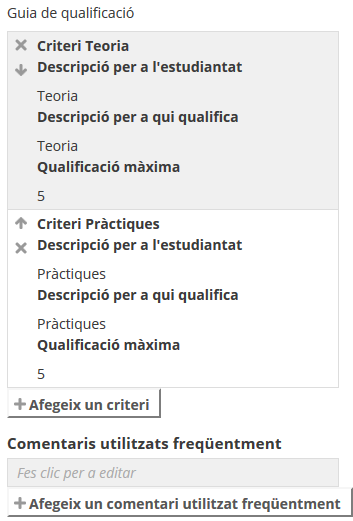 Guia de qualificació
Criteri Teoria
Descripció per a l'estudiantat
Teoria
Descripció per a qui qualifica
Teoria
Qualificació màxima
5
Criteri Pràctiques
Descripció per a l'estudiantat
Pràctiques
Descripció per a qui qualifica
Pràctiques
Qualificació màxima
5
Afegeix un criteri
Comentaris utilitzats freqüentment
Fes clic per a editar
Afegeix un comentari utilitzat freqüentment